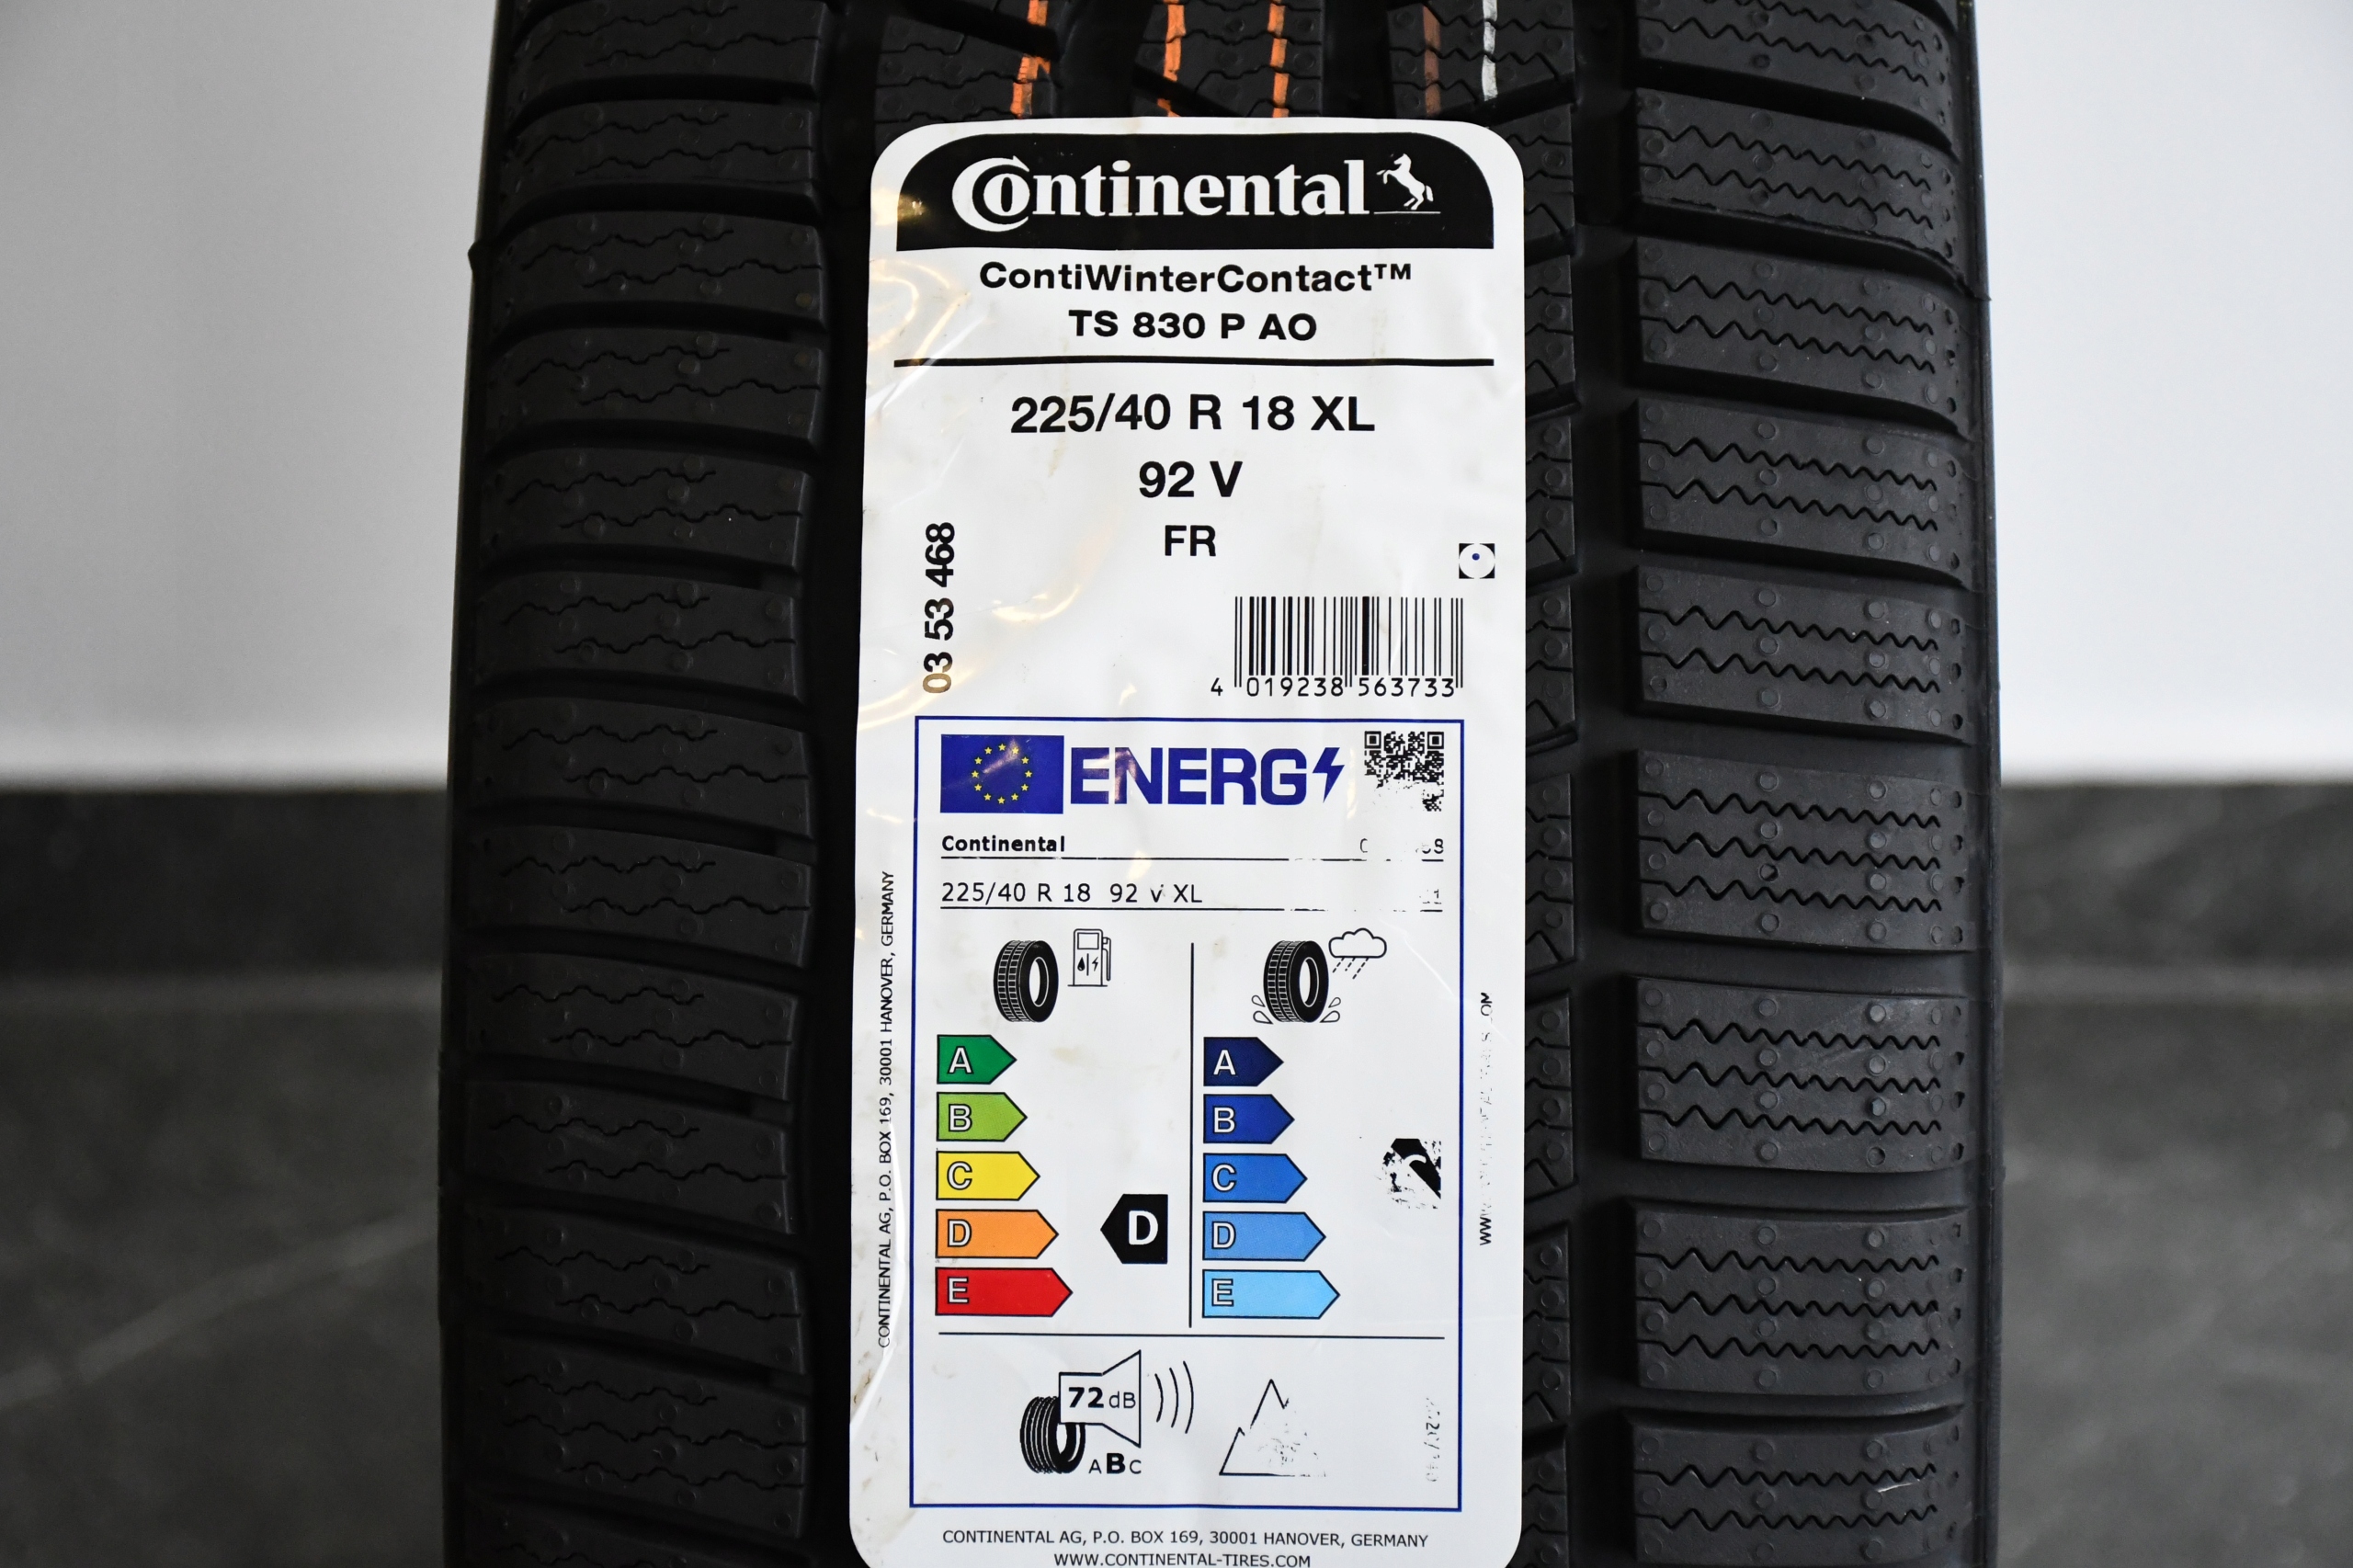 Continental
ContiWinterContact™
TS 830 P AO
225/40 R 18 XL
92 V
FR
03 53 468
4 019238 563733
ENERG
Continental
225/40 R 18 92 V XL
A
B
C
D
E
D
A
B
C
D
E
72 dB
ABC
CONTINENTAL AG, P.O. BOX 169, 30001 HANOVER, GERMANY
CONTINENTAL AG, P.O. BOX 169, 30001 HANOVER, GERMANY
WWW.CONTINENTAL-TIRES.COM